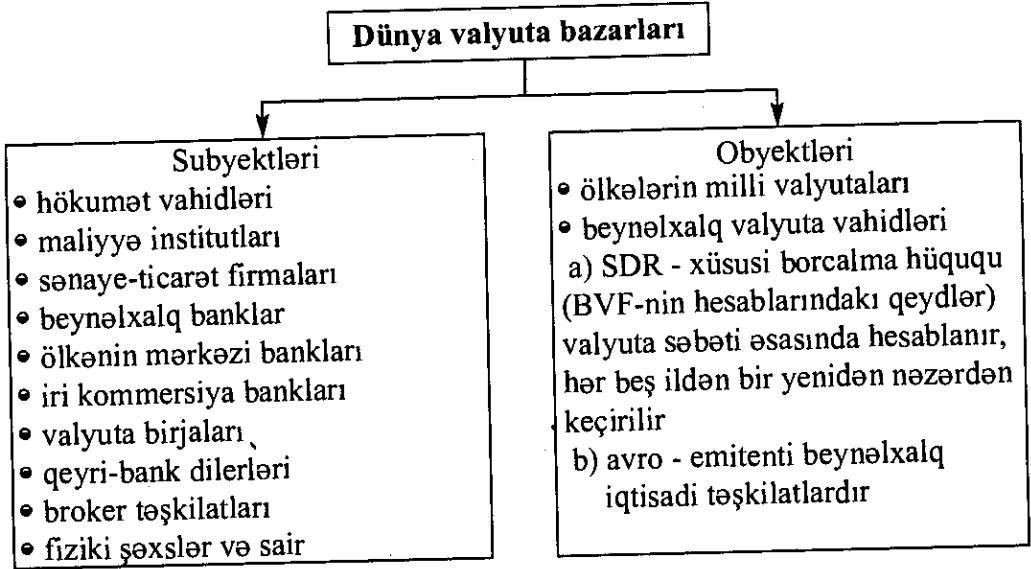 Dünya valyuta bazarları
Subyektləri
• hökumət vahidləri
• maliyyə institutları
• sənaye-ticarət firmaları
• beynəlxalq banklar
• ölkənin mərkəzi bankları
• iri kommersiya bankları
• valyuta birjaları
• qeyri-bank dilerləri
• broker təşkilatları
• fiziki şəxslər və sair
Obyektləri
• ölkələrin milli valyutaları
• beynəlxalq valyuta vahidləri
a) SDR - xüsusi borcalma hüququ
(BVF-nin hesablarındakı qeydlər)
valyuta səbəti əsasında hesablanır,
hər beş ildən bir yenidən nəzərdən
keçirilir
b) avro - emitenti beynəlxalq
iqtisadi təşkilatlardır